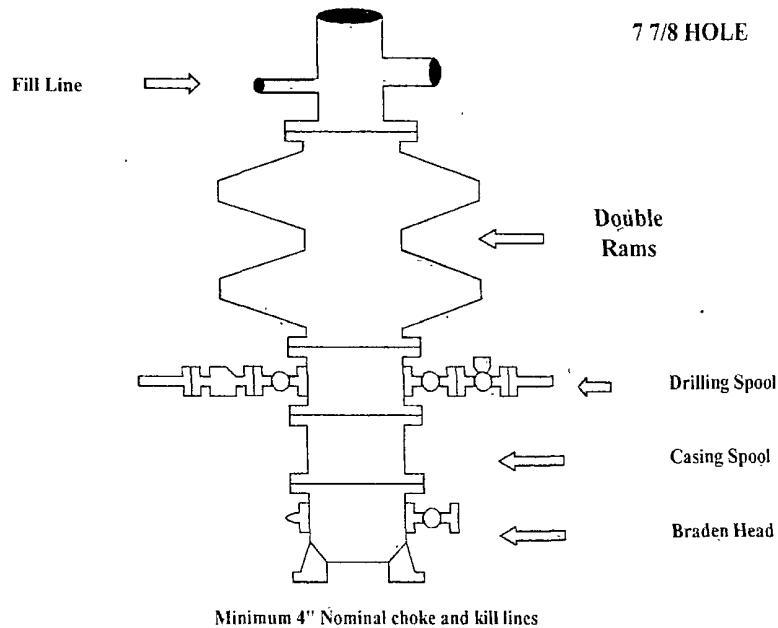 7 7/8 HOLE
Fill Line
Double
Rams
Drilling Spool
Casing Spool
Braden Head
Minimum 4" Nominal choke and kill lines